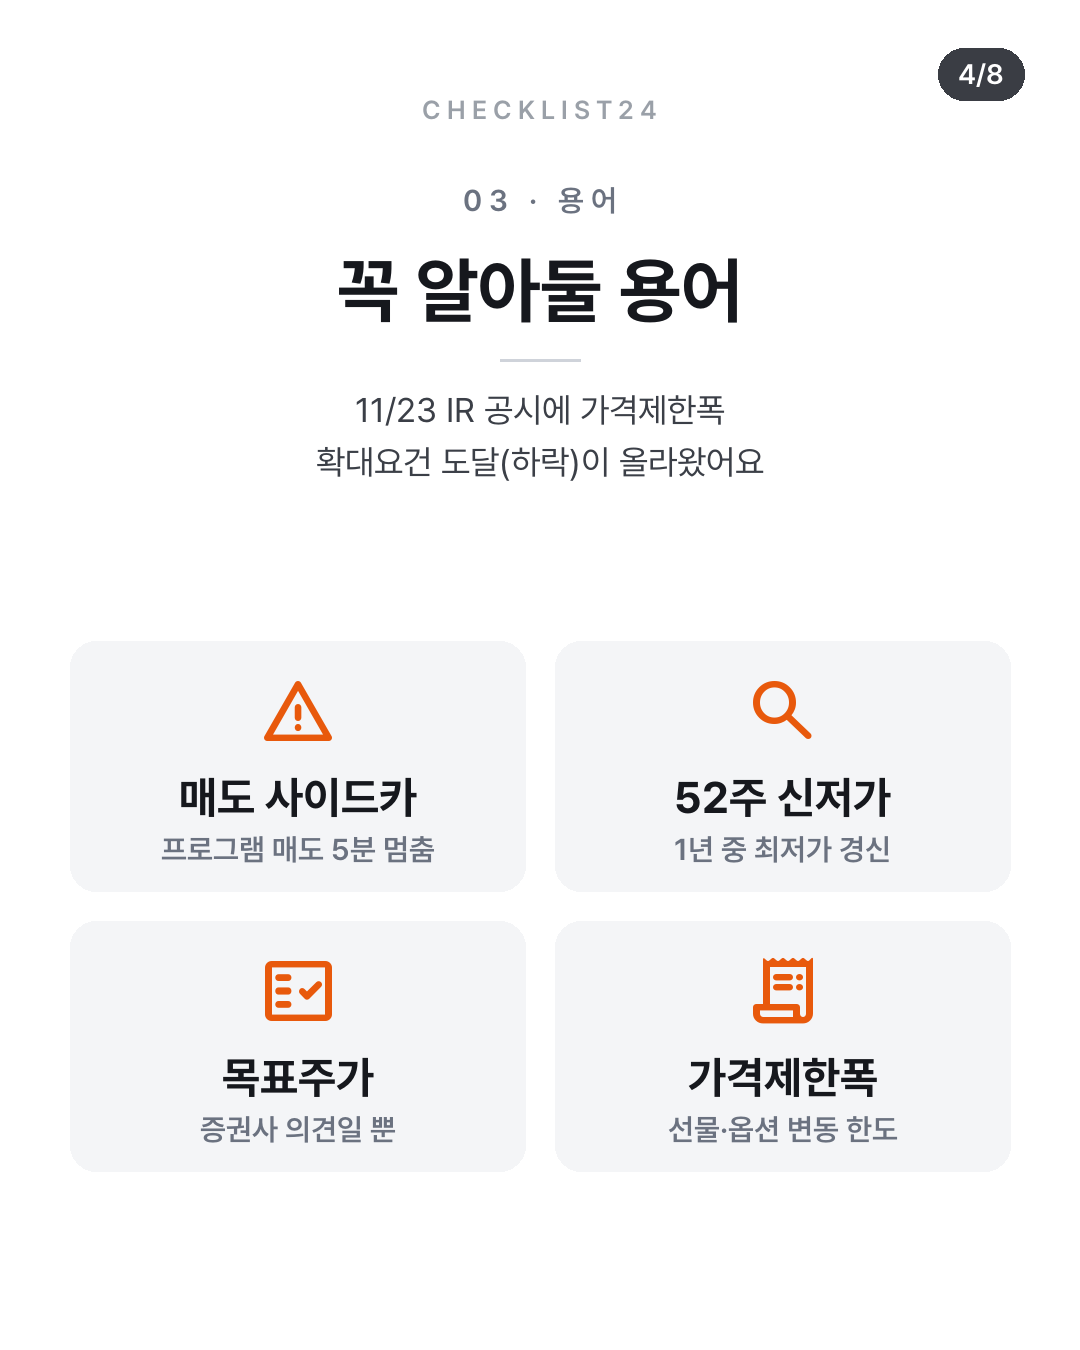 4/8
CHECKLIST24
03 · 용어
꼭 알아둘 용어
11/23 IR 공시에 가격제한폭
확대요건 도달(하락)이 올라왔어요
매도 사이드카
프로그램 매도 5분 멈춤
52주 신저가
1년 중 최저가 경신
목표주가
증권사 의견일 뿐
가격제한폭
선물·옵션 변동 한도